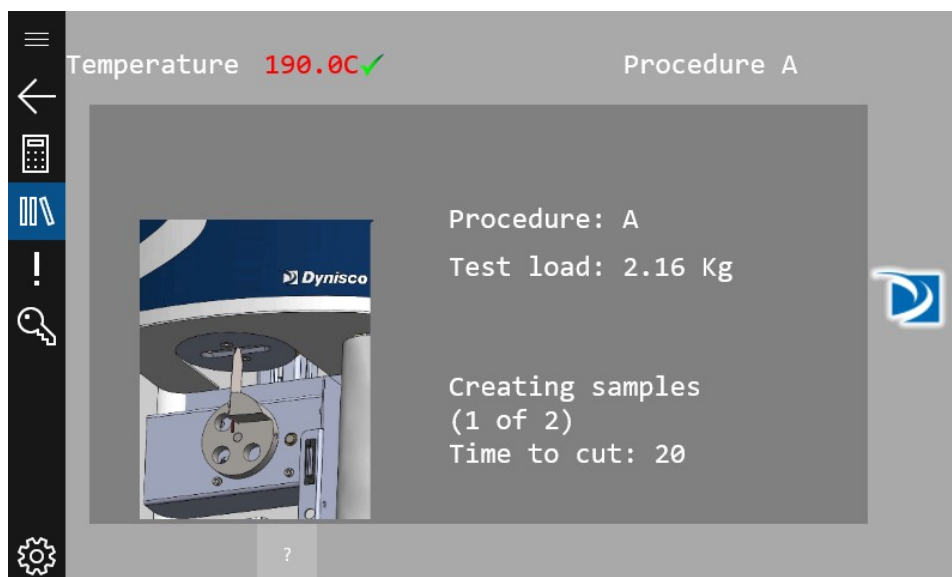 Temperature 190.0C
Procedure A
Procedure: A
Test load: 2.16 Kg
Dynisco
Creating samples
(1 of 2)
Time to cut: 20
?